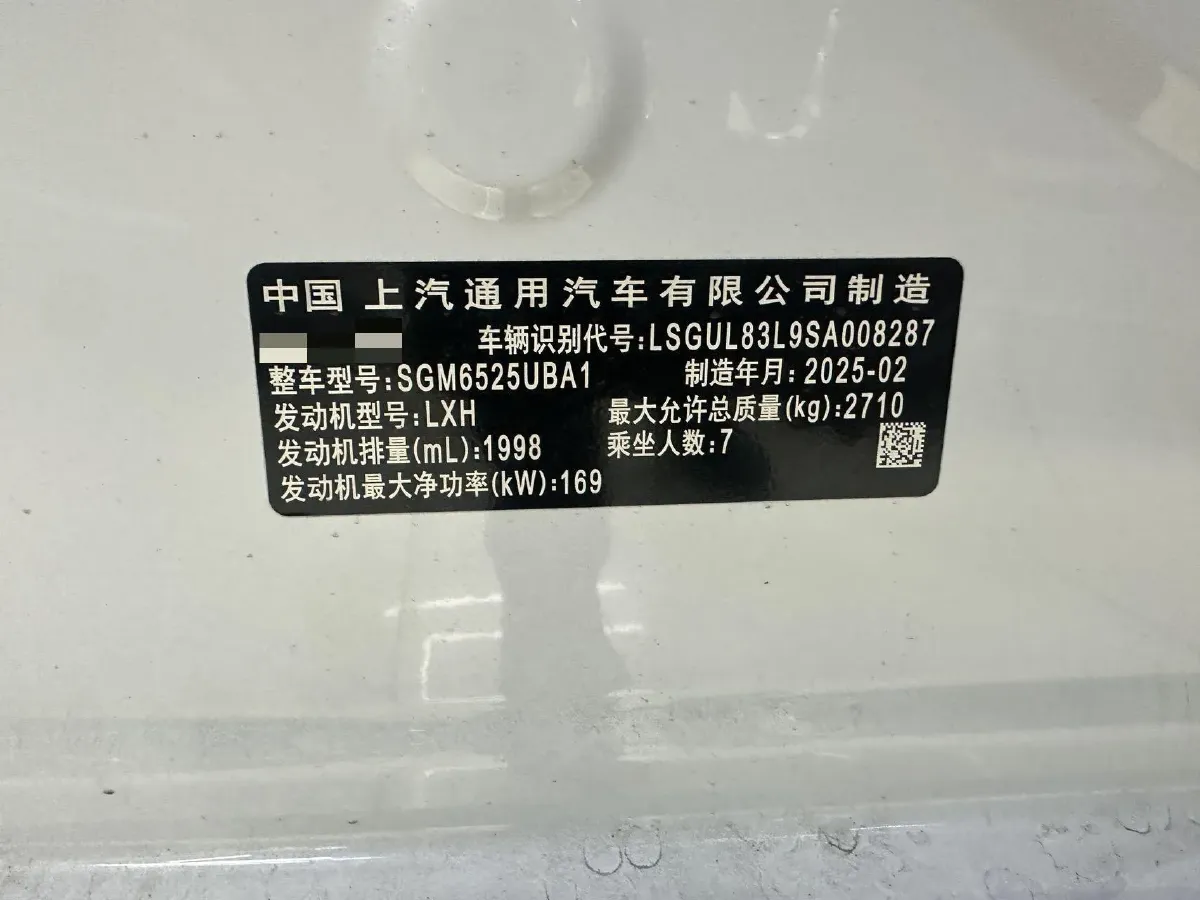 中国 上汽通用汽车有限公司制造
车辆识别代号:LSGUL83L9SA008287
整车型号:SGM6525UBA1 制造年月:2025-02
发动机型号:LXH 最大允许总质量(kg):2710
发动机排量(mL):1998 乘坐人数:7
发动机最大净功率(kW):169